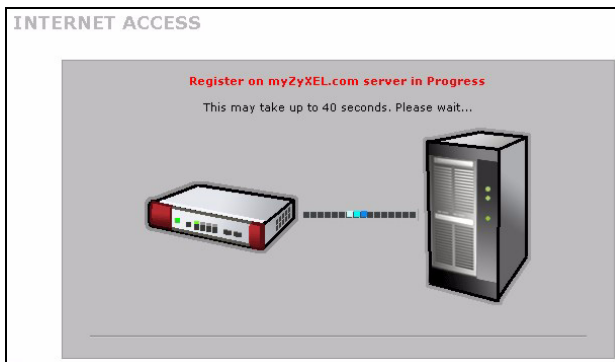 INTERNET ACCESS
Register on myZyXEL.com server in Progress
This may take up to 40 seconds. Please wait...